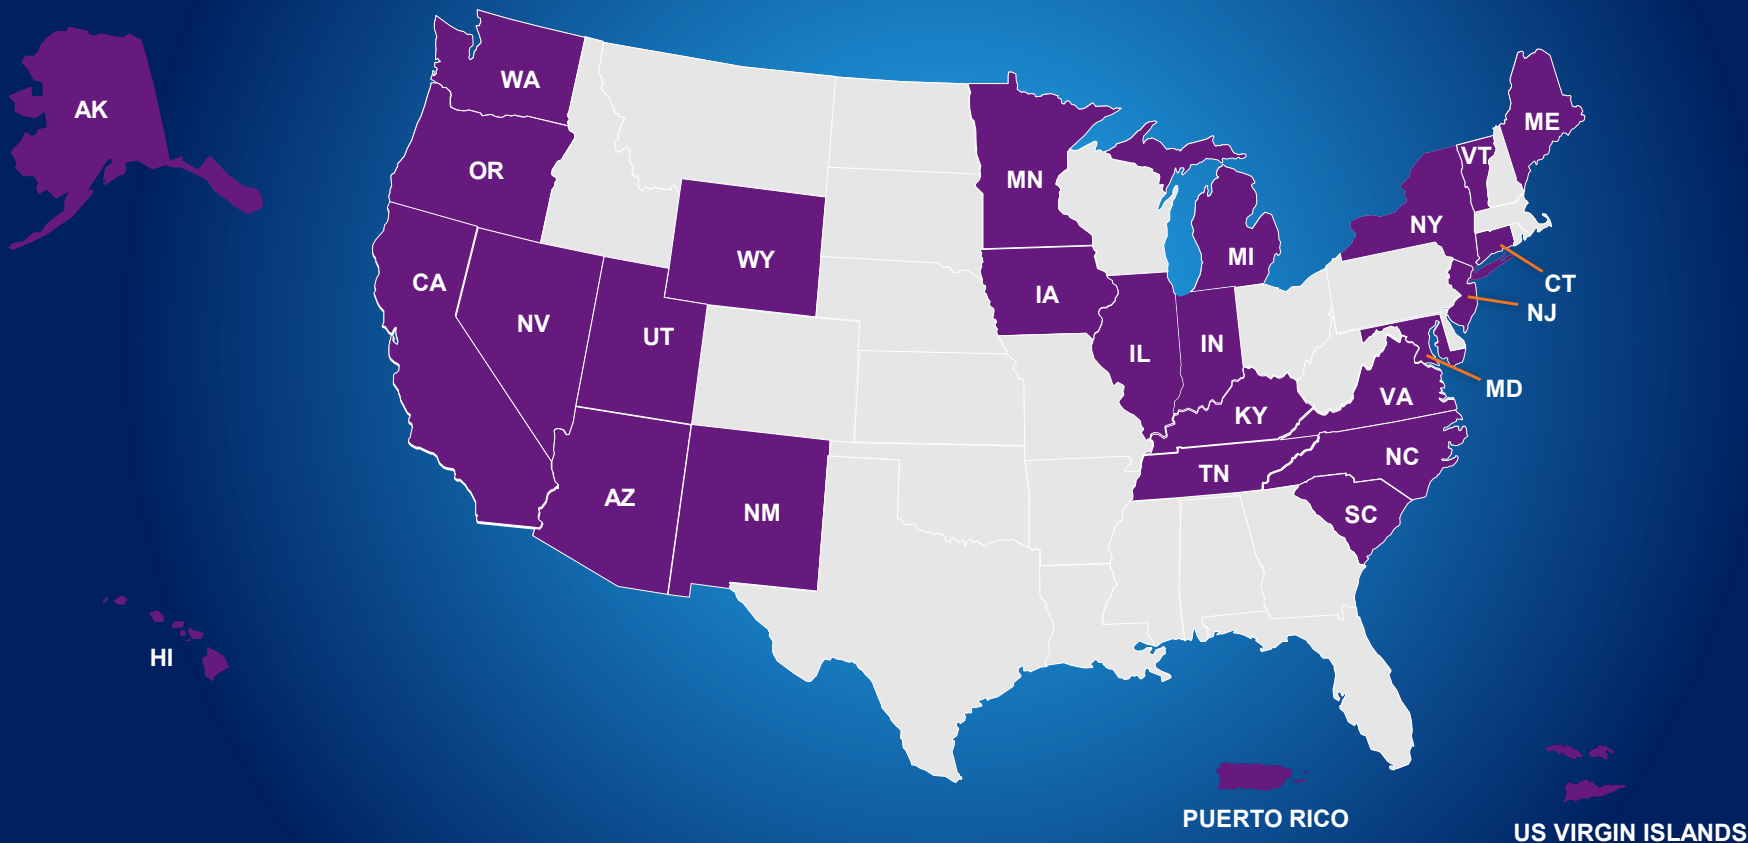 WA
AK
ME
VT
OR
MN
NY
MI
WY
CA
CT
IA
NJ
NV
UT
IN
IL
MD
VA
KY
NC
TN
AZ
NM
SC
HI
PUERTO RICO
US VIRGIN ISLANDS